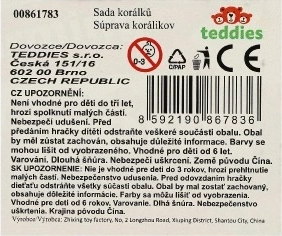 00861783
Sada korálků
Súprava korálikov
teddies
Dovozce/Dovozca:
TEDDIES s.r.o.
Česká 151/16
602 00 Brno
CZECH REPUBLIC
0-3
C/PAP
CE
8 592190 867836
CZ UPOZORNĚNÍ:
Není vhodné pro děti do tří let,
hrozí spolknutí malých částí.
Nebezpečí udušení. Před
předáním hračky dítěti odstraňte veškeré součásti obalu. Obal
by měl zůstat zachován, obsahuje důležité informace. Barvy se
mohou lišit od vyobrazení. Vhodné pro děti od 6 let.
Varování. Dlouhá šňůra. Nebezpečí uškrcení. Země původu Čína.
SK UPOZORNENIE: Nie je vhodné pre deti do 3 rokov, hrozí prehltnutie
malých častí. Nebezpečenstvo udusenia. Pred odovzdaním hračky
dieťaťu odstráňte všetky súčasti obalu. Obal by mal zostať zachovaný,
obsahuje dôležité informácie. Farby sa môžu líšiť od vyobrazenia.
Vhodné pre deti od 6 rokov. Varovanie. Dlhá šnúra. Nebezpečenstvo
uškrtenia. Krajina pôvodu Čína.
Výrobce/Výrobca: Zhixing toy factory, No, 2 Longzhou Road, Xiuping District, Shantou City, China